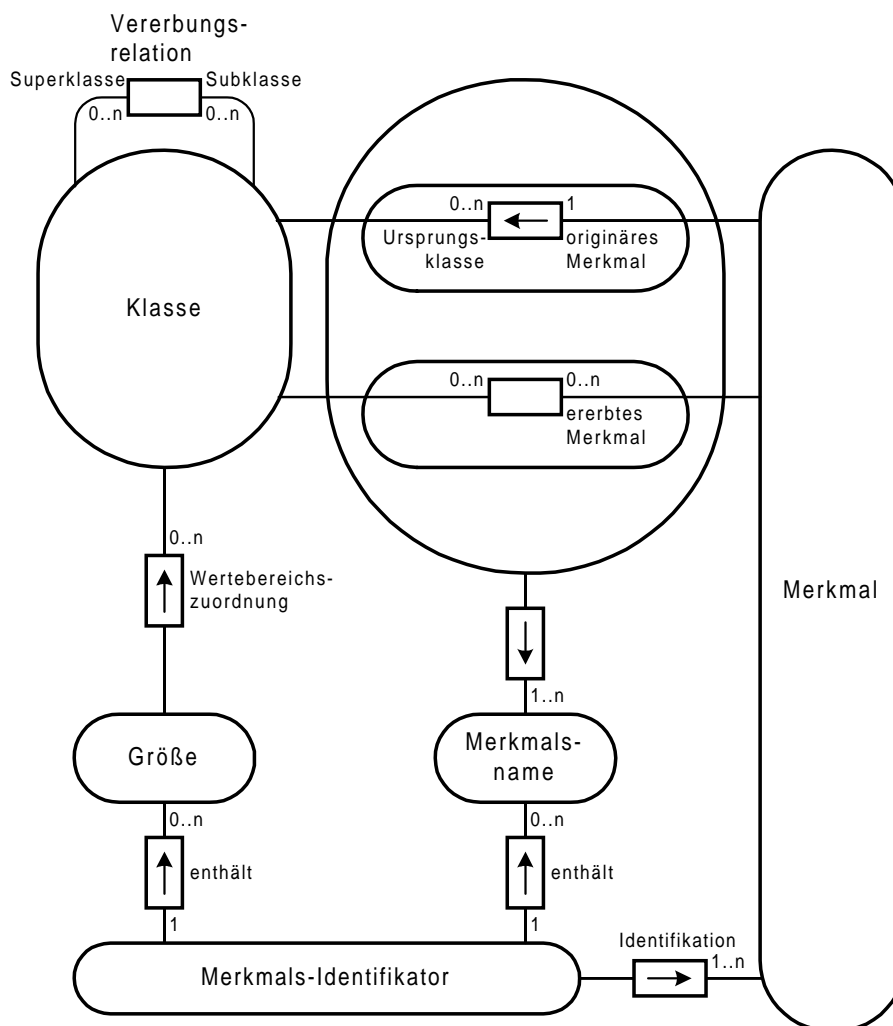 Vererbungs-
relation
Superklasse Subklasse
0..n 0..n
0..n 1
Ursprungs- originäres
klasse Merkmal
Klasse
0..n 0..n
ererbtes
Merkmal
0..n
Wertebereichs-
zuordnung
Merkmal
1..n
Größe
Merkmals-
name
0..n 0..n
enthält enthält
1 1
Identifikation
1..n
Merkmals-Identifikator